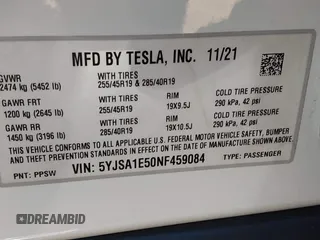 MFD BY TESLA, INC. 11/21
GVWR
2474 kg (5452 lb)
WITH TIRES
255/45R19 & 285/40R19
GAWR FRT
1200 kg (2645 lb)
WITH TIRES
255/45R19
RIM
19X9.5J
COLD TIRE PRESSURE
290 kPa, 42 psi
GAWR RR
1450 kg (3196 lb)
WITH TIRES
285/40R19
RIM
19X10.5J
COLD TIRE PRESSURE
290 kPa, 42 psi
THIS VEHICLE CONFORMS TO ALL APPLICABLE U.S. FEDERAL MOTOR VEHICLE SAFETY, BUMPER
AND THEFT PREVENTION STANDARDS IN EFFECT ON THE DATE OF MANUFACTURE SHOWN ABOVE.
PNT: PPSW
VIN: 5YJSA1E50NF459084
TYPE: PASSENGER
DREAMBID